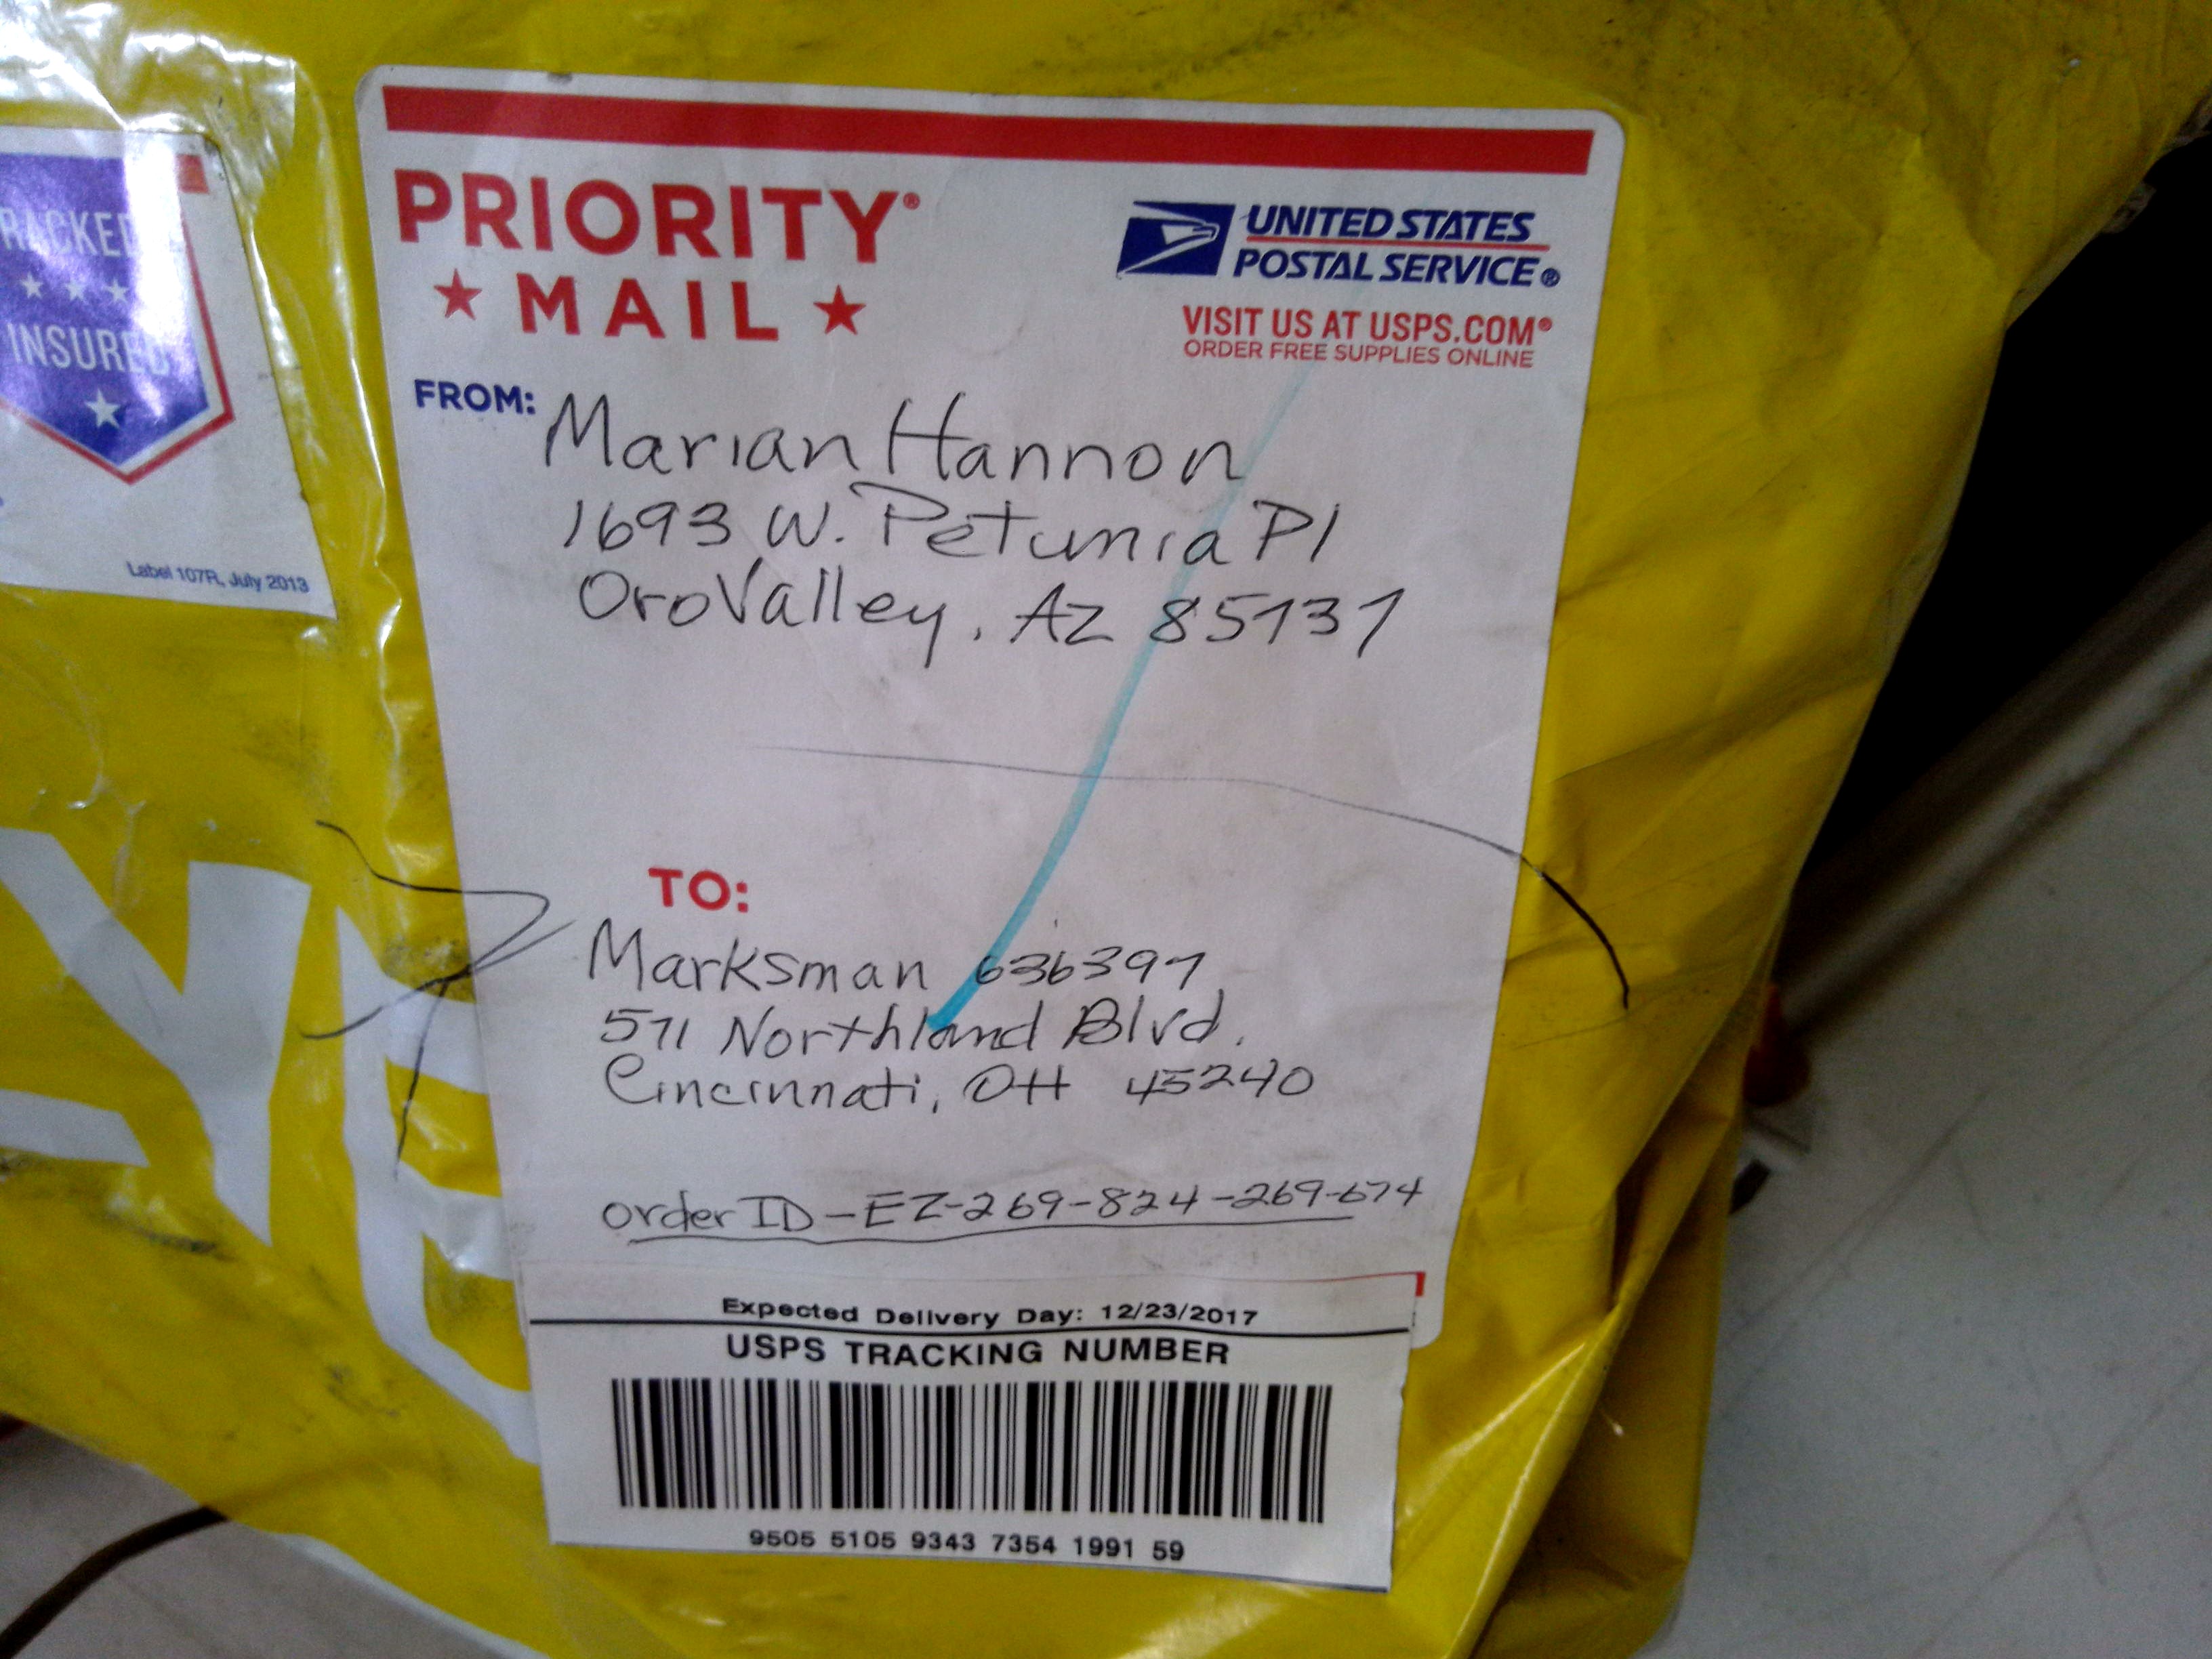 RACKED
INSURED
Label 107R, July 2013
PRIORITY®
MAIL
UNITED STATES
POSTAL SERVICE®
VISIT US AT USPS.COM®
ORDER FREE SUPPLIES ONLINE
FROM: Marian Hannon
1693 W. Petunia Pl
Oro Valley, AZ 85737
TO:
Marksman 636397
571 Northland Blvd.
Cincinnati, OH 45240
Order ID-EZ-269-824-269-674
Expected Delivery Day: 12/23/2017
USPS TRACKING NUMBER
9505 5105 9343 7354 1991 59